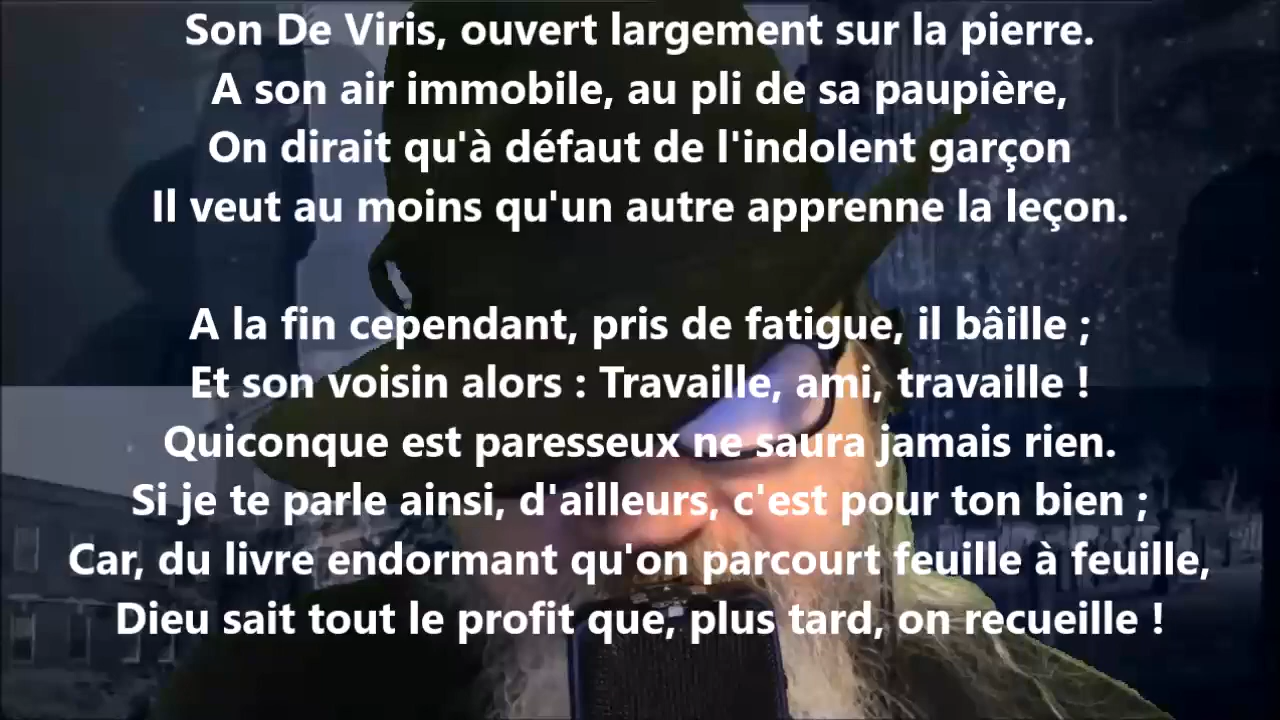 Son De Viris, ouvert largement sur la pierre.
A son air immobile, au pli de sa paupière,
On dirait qu'à défaut de l'indolent garçon
Il veut au moins qu'un autre apprenne la leçon.
A la fin cependant, pris de fatigue, il bâille ;
Et son voisin alors : Travaille, ami, travaille !
Quiconque est paresseux ne saura jamais rien.
Si je te parle ainsi, d'ailleurs, c'est pour ton bien ;
Car, du livre endormant qu'on parcourt feuille à feuille,
Dieu sait tout le profit que, plus tard, on recueille !